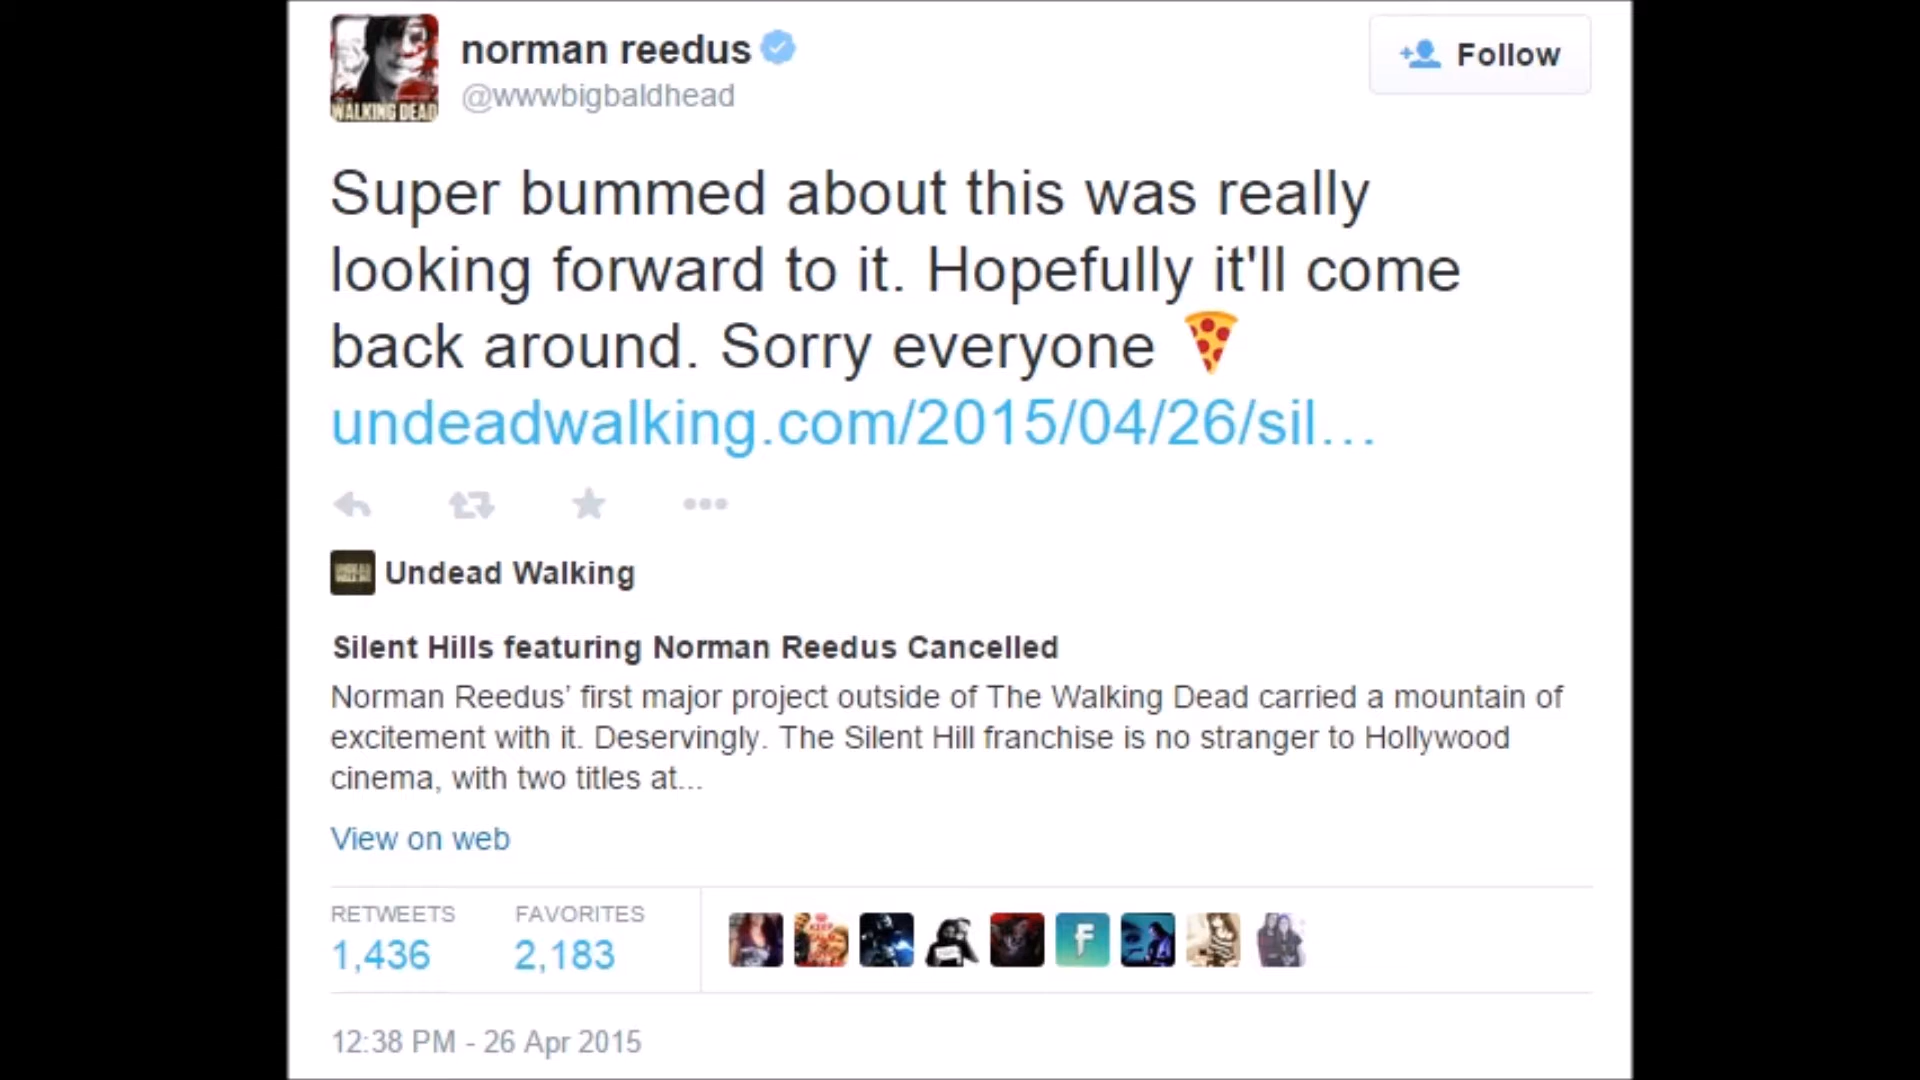 norman reedus
@wwwbigbaldhead
Follow
WALKING DEAD
Super bummed about this was really
looking forward to it. Hopefully it'll come
back around. Sorry everyone 🍕
undeadwalking.com/2015/04/26/sil…
Undead Walking
Silent Hills featuring Norman Reedus Cancelled
Norman Reedus’ first major project outside of The Walking Dead carried a mountain of
excitement with it. Deservingly. The Silent Hill franchise is no stranger to Hollywood
cinema, with two titles at...
View on web
RETWEETS FAVORITES
1,436 2,183
KEEP
F
12:38 PM - 26 Apr 2015